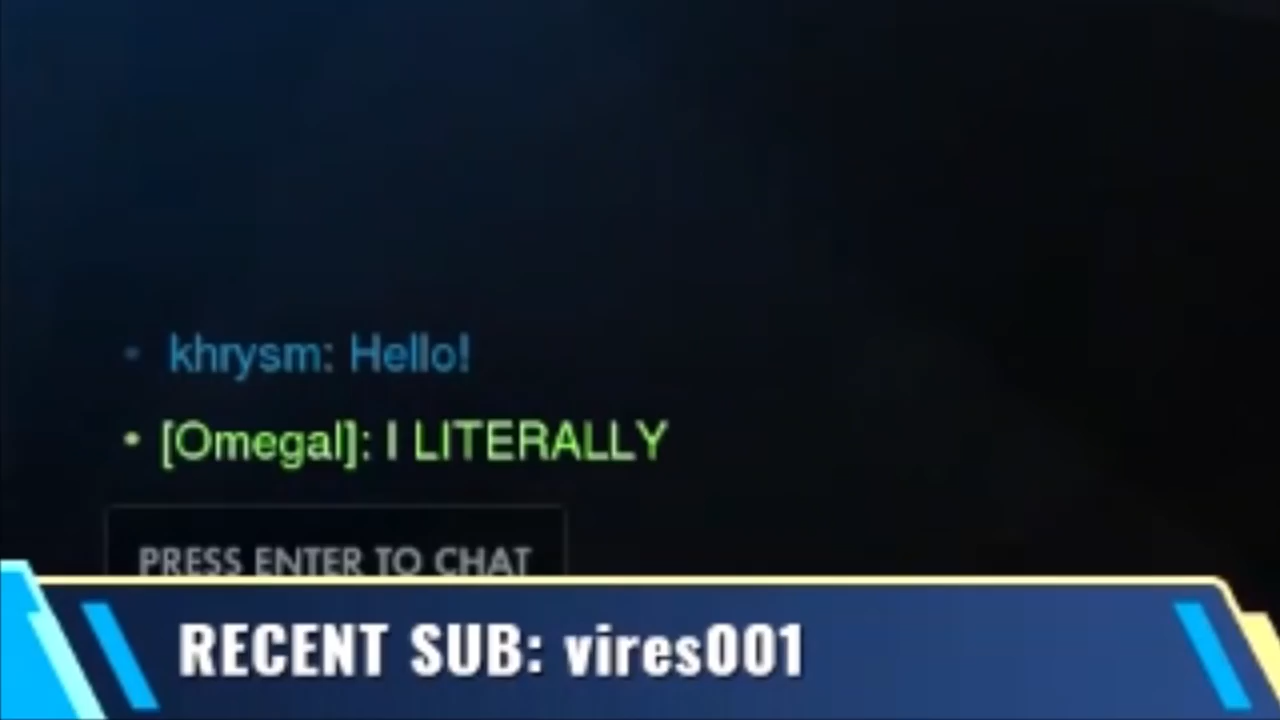 khrysm: Hello!
[Omegal]: I LITERALLY
PRESS ENTER TO CHAT
RECENT SUB: vires001